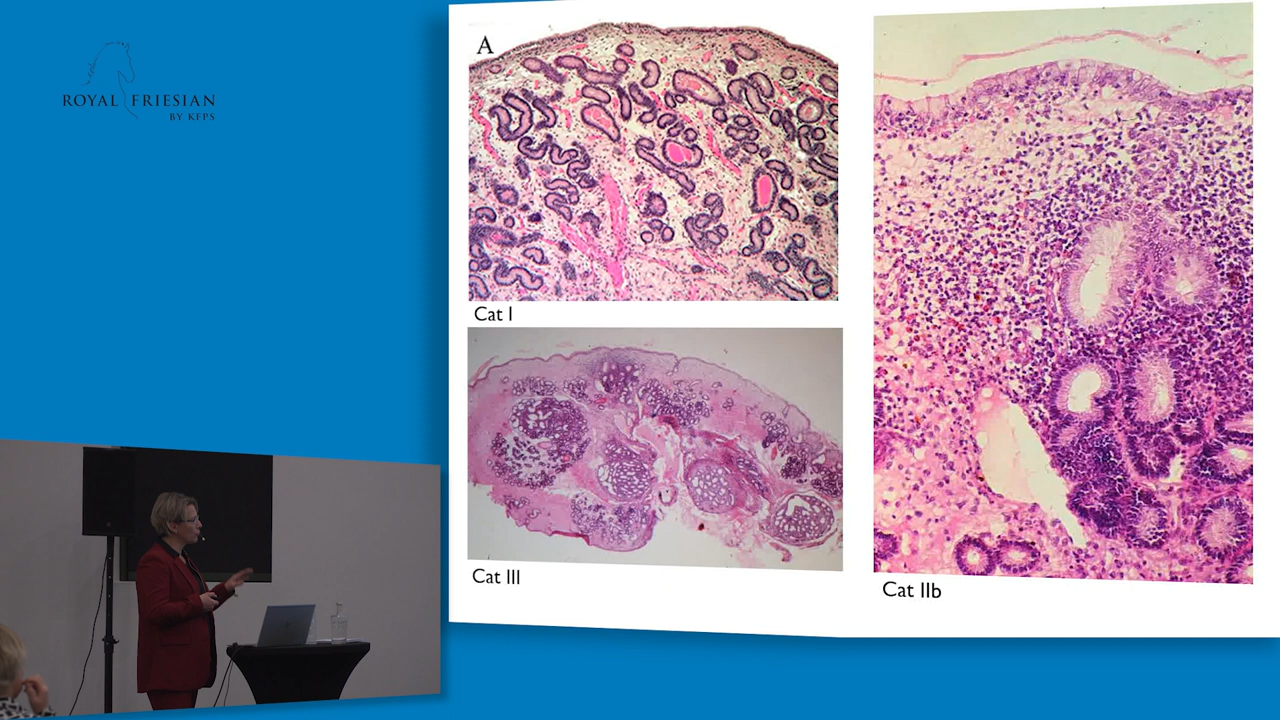 ROYAL FRIESIAN
BY KFPS
A
Cat I
Cat III
Cat IIb